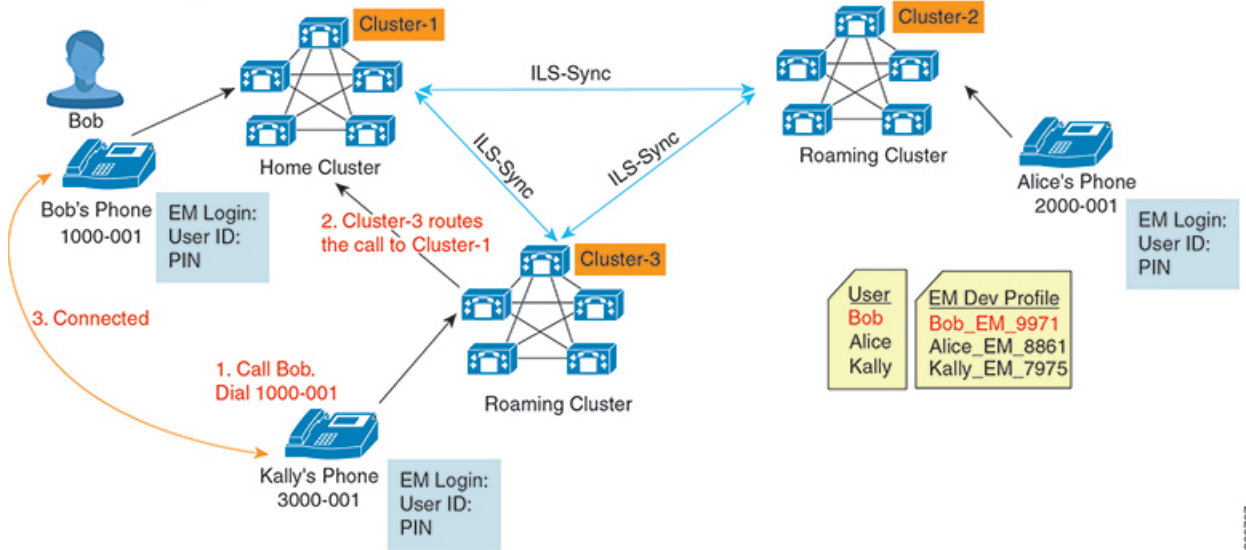 Cluster-1
Cluster-2
ILS-Sync
Bob
Home Cluster
ILS-Sync
ILS-Sync
Roaming Cluster
Bob's Phone
1000-001
EM Login:
User ID:
PIN
2. Cluster-3 routes
the call to Cluster-1
Alice's Phone
2000-001
EM Login:
User ID:
PIN
Cluster-3
3. Connected
1. Call Bob.
Dial 1000-001
Roaming Cluster
User
Bob
Alice
Kally
EM Dev Profile
Bob_EM_9971
Alice_EM_8861
Kally_EM_7975
Kally's Phone
3000-001
EM Login:
User ID:
PIN